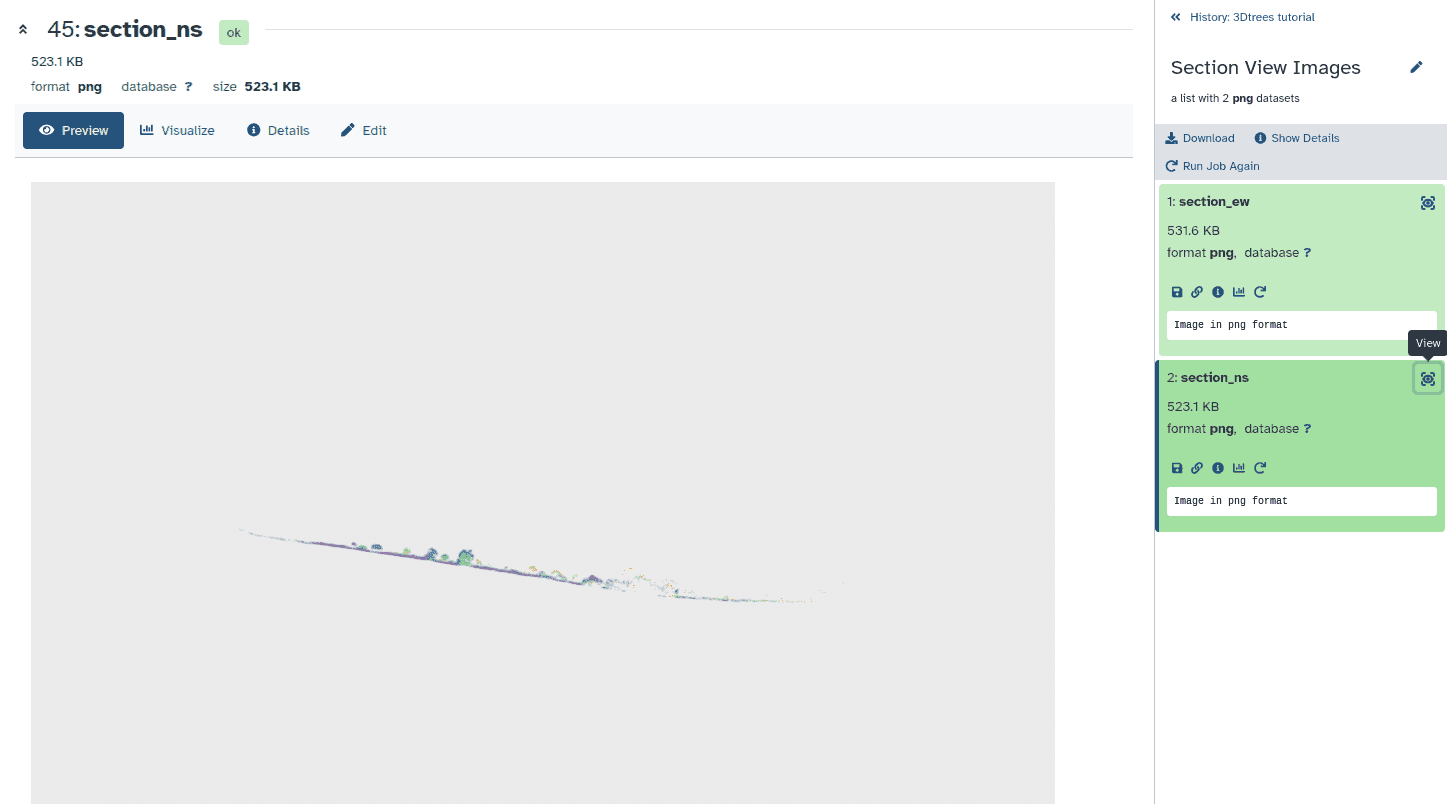 45: section_ns ok
523.1 KB
format png database ? size 523.1 KB
Preview Visualize Details Edit
History: 3Dtrees tutorial
Section View Images
a list with 2 png datasets
Download Show Details
Run Job Again
1: section_ew
531.6 KB
format png, database ?
Image in png format
View
2: section_ns
523.1 KB
format png, database ?
Image in png format